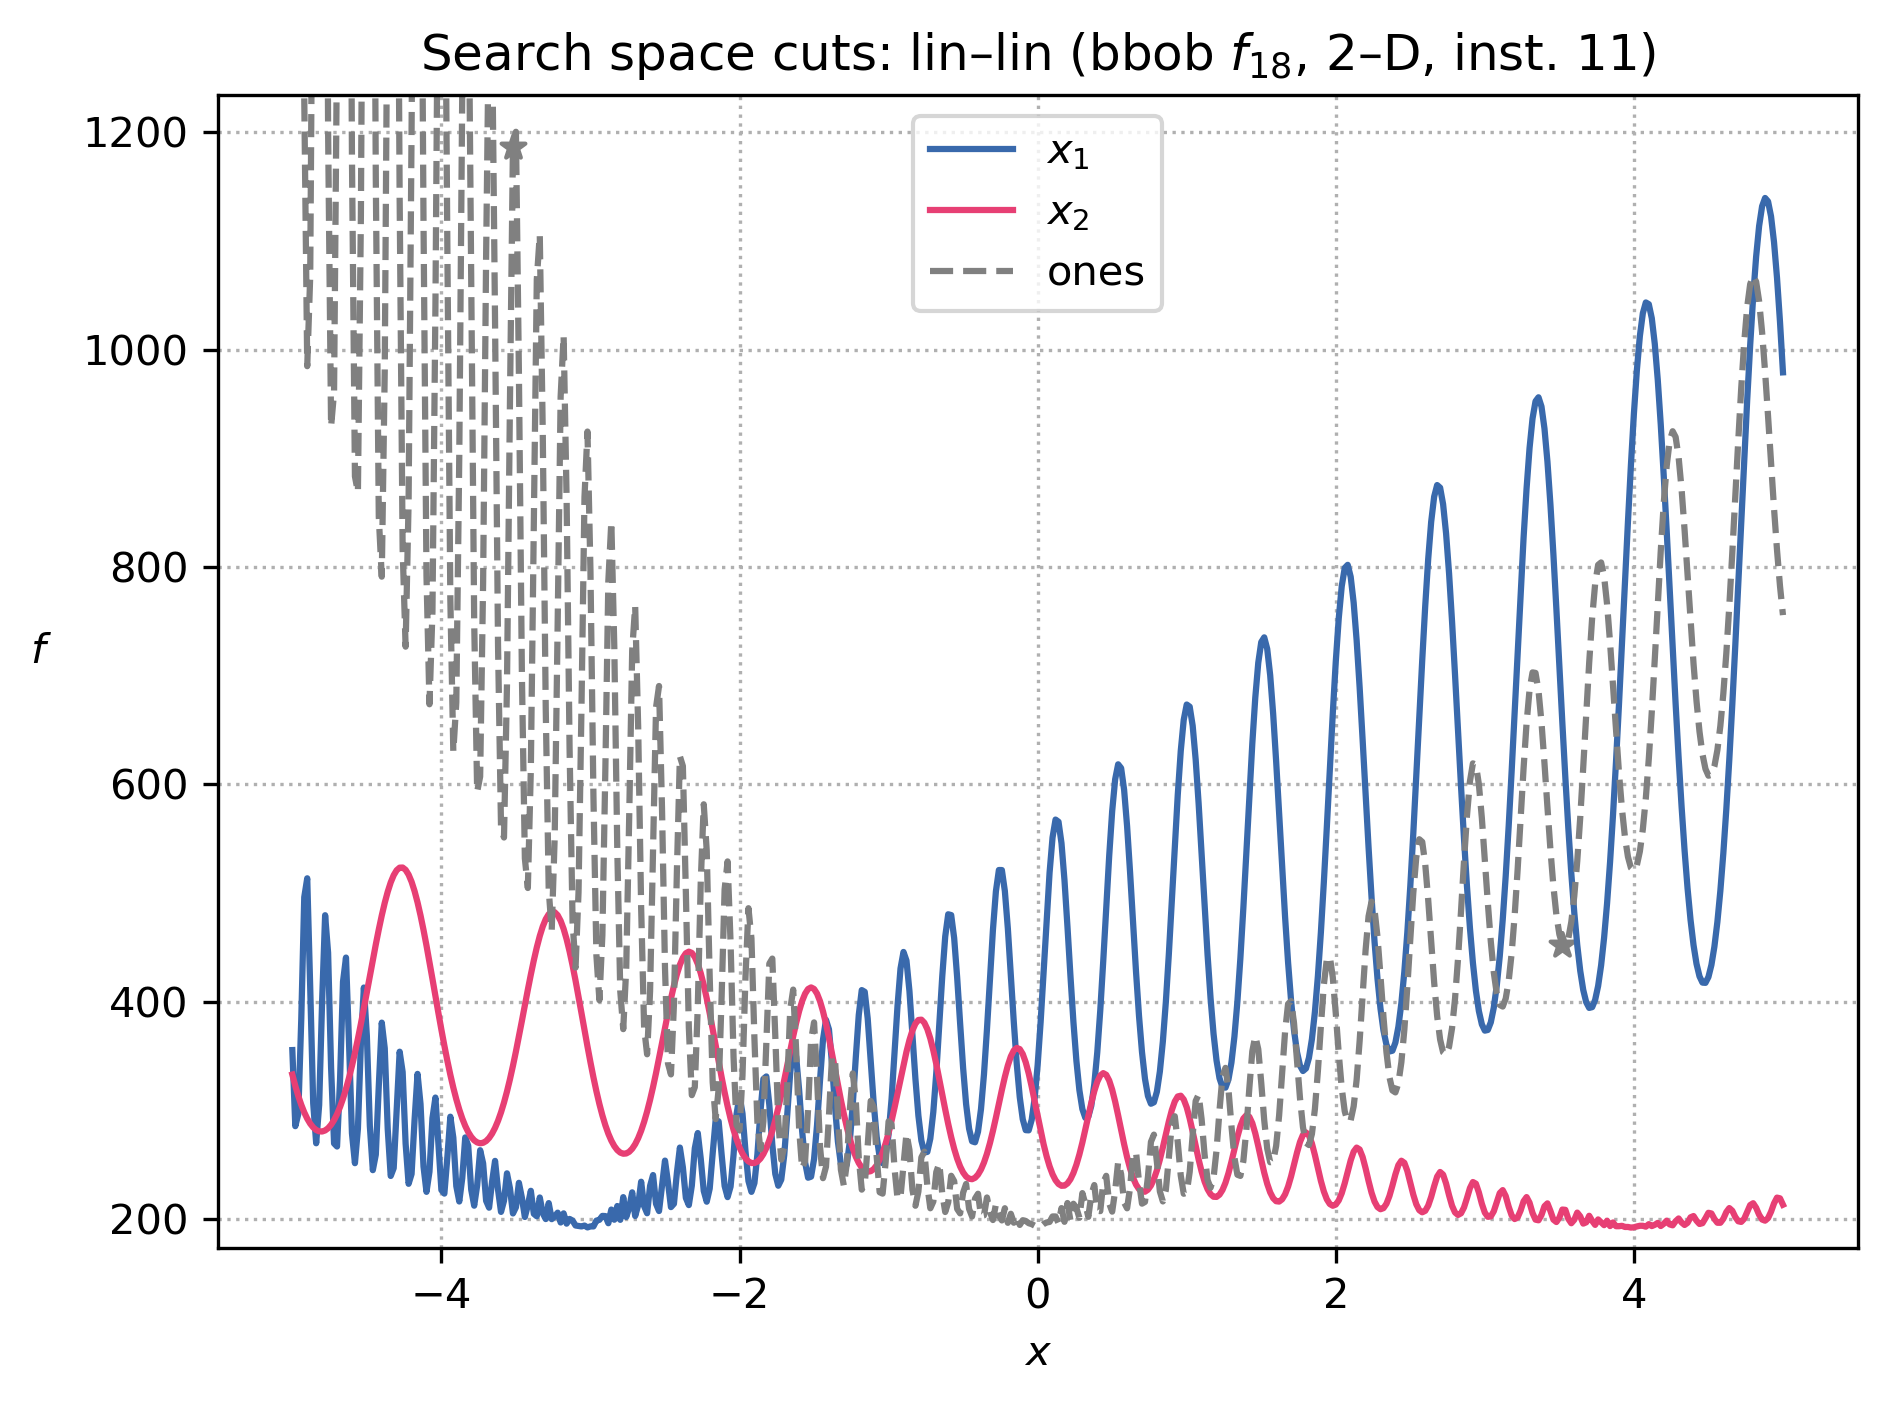 Search space cuts: lin–lin (bbob f₁₈, 2–D, inst. 11)
x₁
x₂
ones
1200
1000
800
600
400
200
f
−4
−2
0
2
4
x